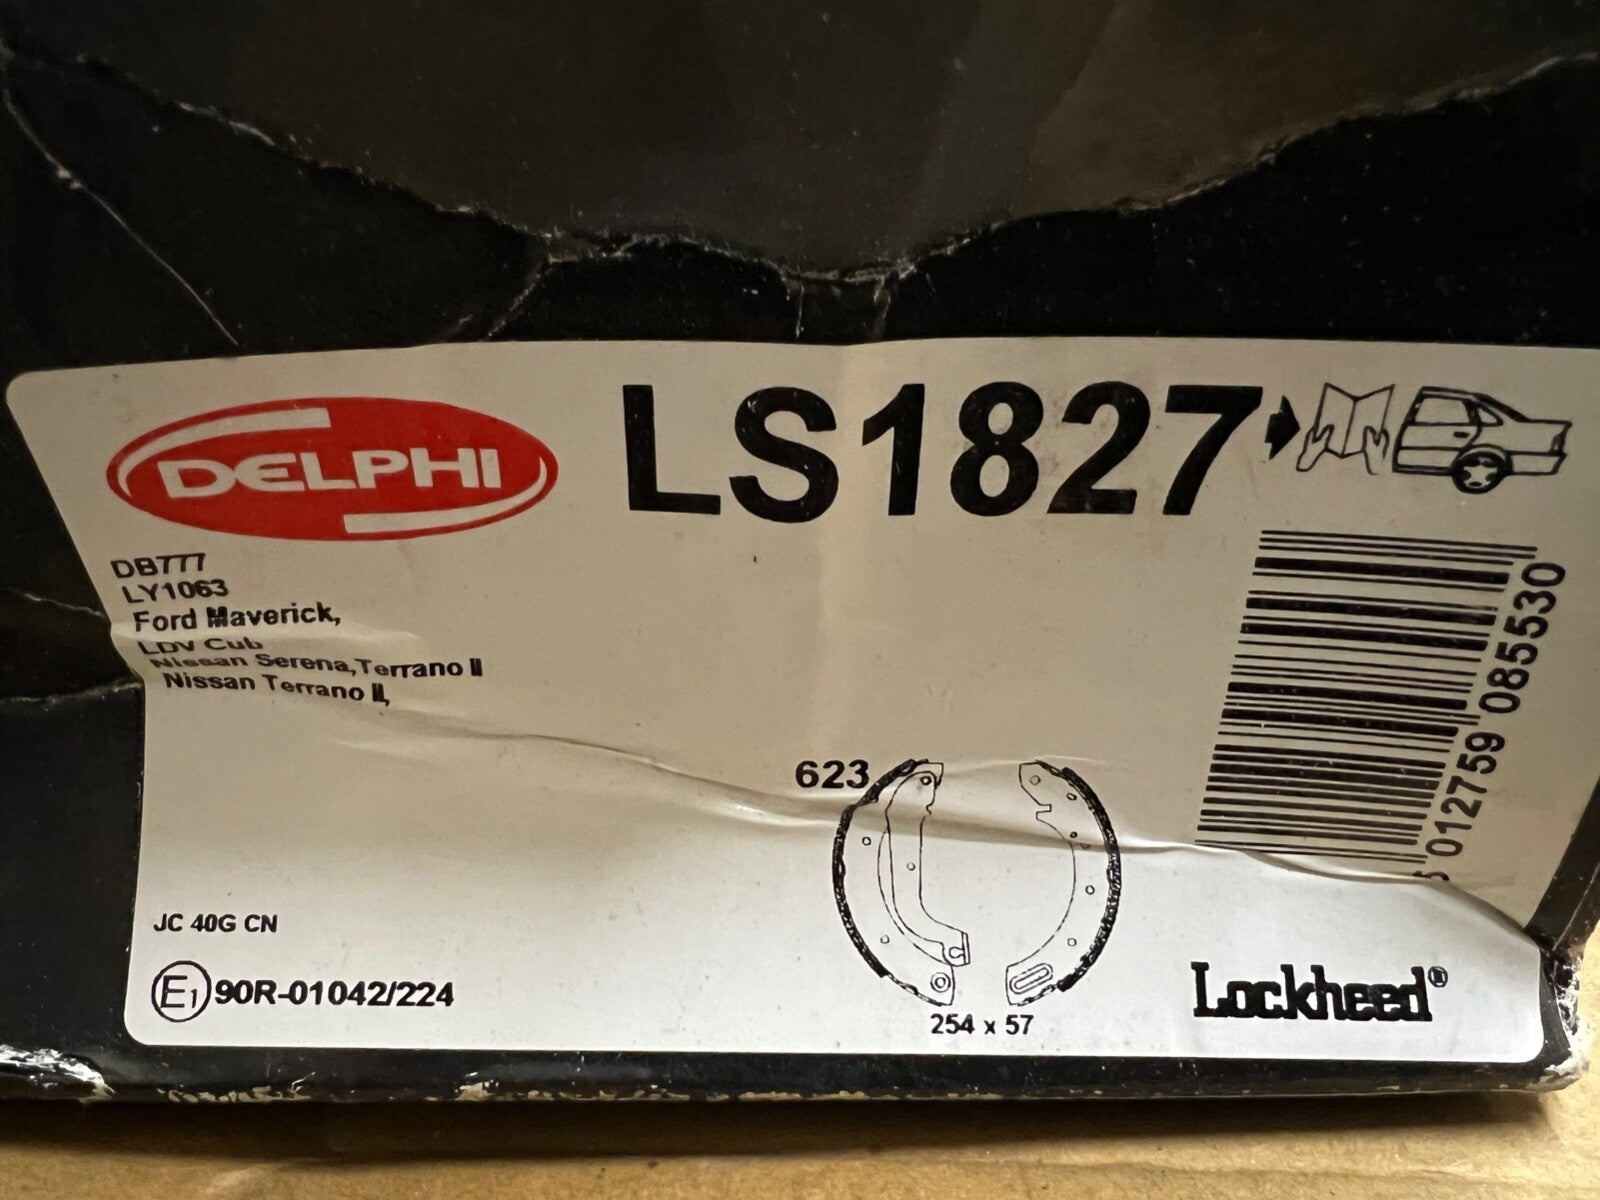 DELPHI
LS1827
DB777
LY1063
Ford Maverick,
LDV Cub
Nissan Serena,Terrano II
Nissan Terrano II,
5 012759 085530
623
254 x 57
JC 40G CN
E1 90R-01042/224
Lockheed®